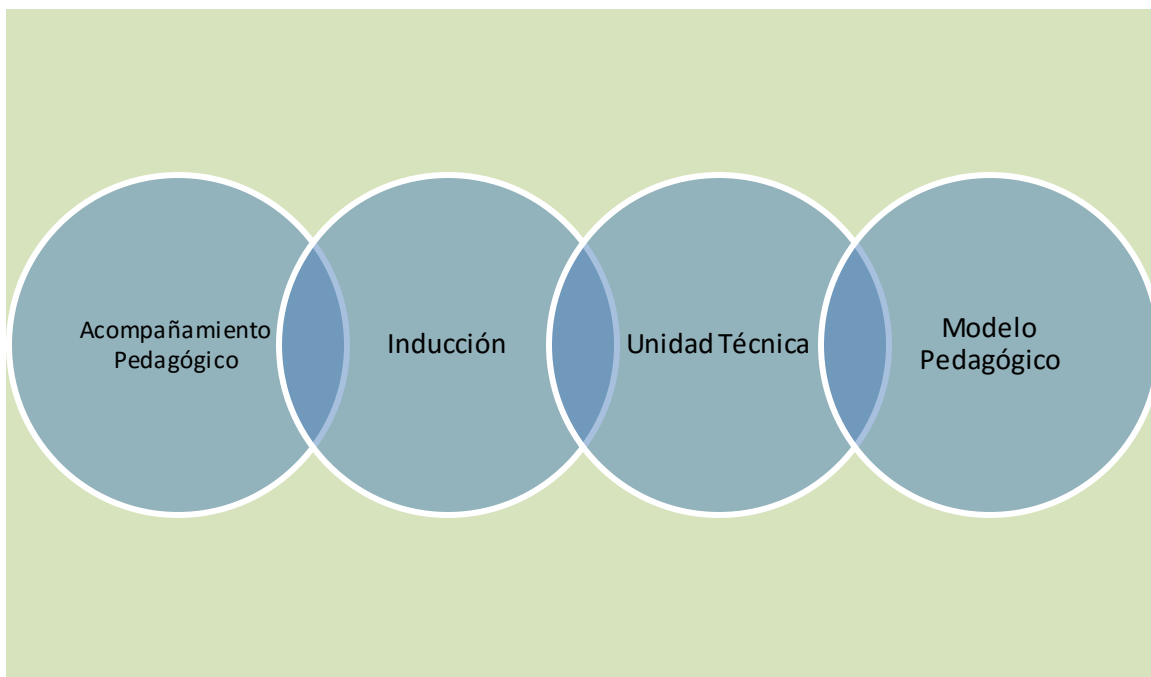 Acompañamiento
Pedagógico
Inducción
Unidad Técnica
Modelo
Pedagógico